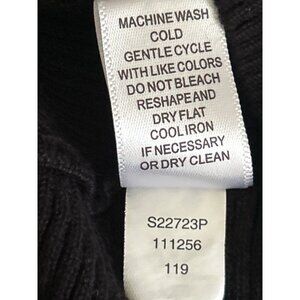 MACHINE WASH
COLD
GENTLE CYCLE
WITH LIKE COLORS
DO NOT BLEACH
RESHAPE AND
DRY FLAT
COOL IRON
IF NECESSARY
OR DRY CLEAN
S22723P
111256
119